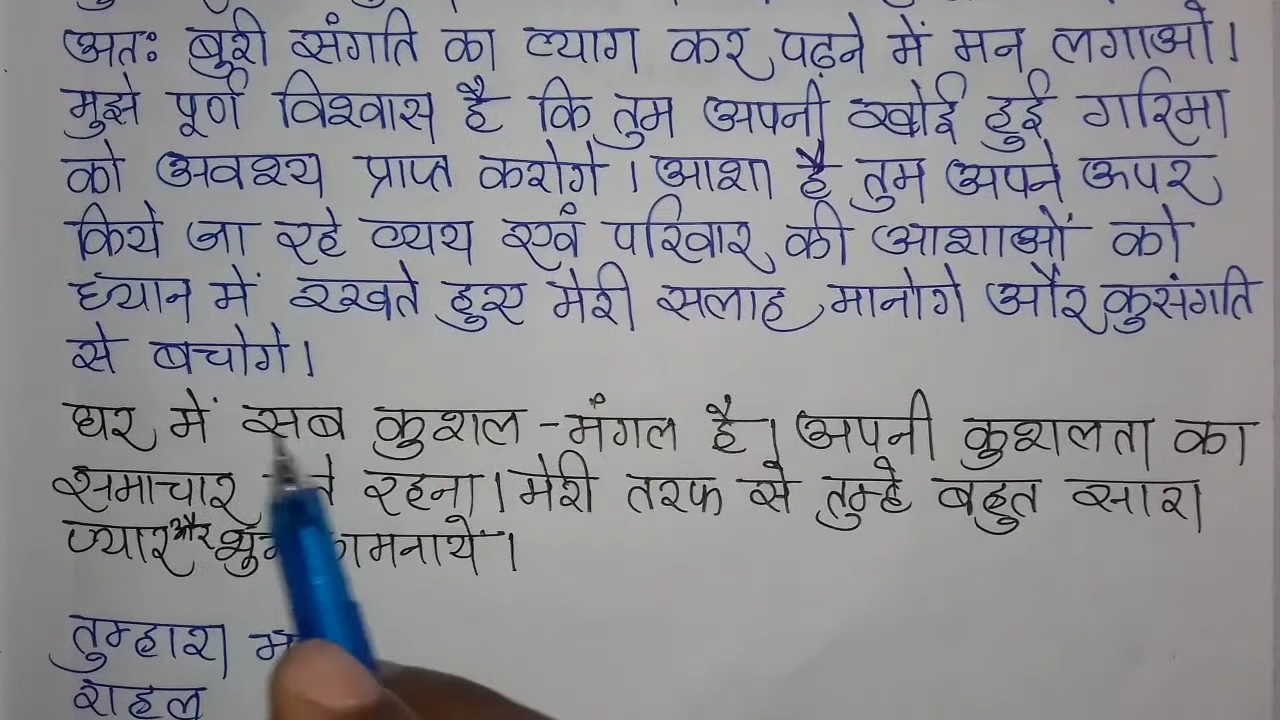 अतः बुरी संगति का त्याग कर पढ़ने में मन लगाओ।
मुझे पूर्ण विश्वास है कि तुम अपनी खोई हुई गरिमा
को अवश्य प्राप्त करोगे। आशा है तुम अपने ऊपर
किये जा रहे व्यय एवं परिवार की आशाओं को
ध्यान में रखते हुए मेरी सलाह मानोगे और कुसंगति
से बचोगे।
घर में सब कुशल-मंगल है। अपनी कुशलता का
समाचार रहना। मेरी तरफ से तुम्हे बहुत सारा
प्यार और
तुम्हारा
राहुल